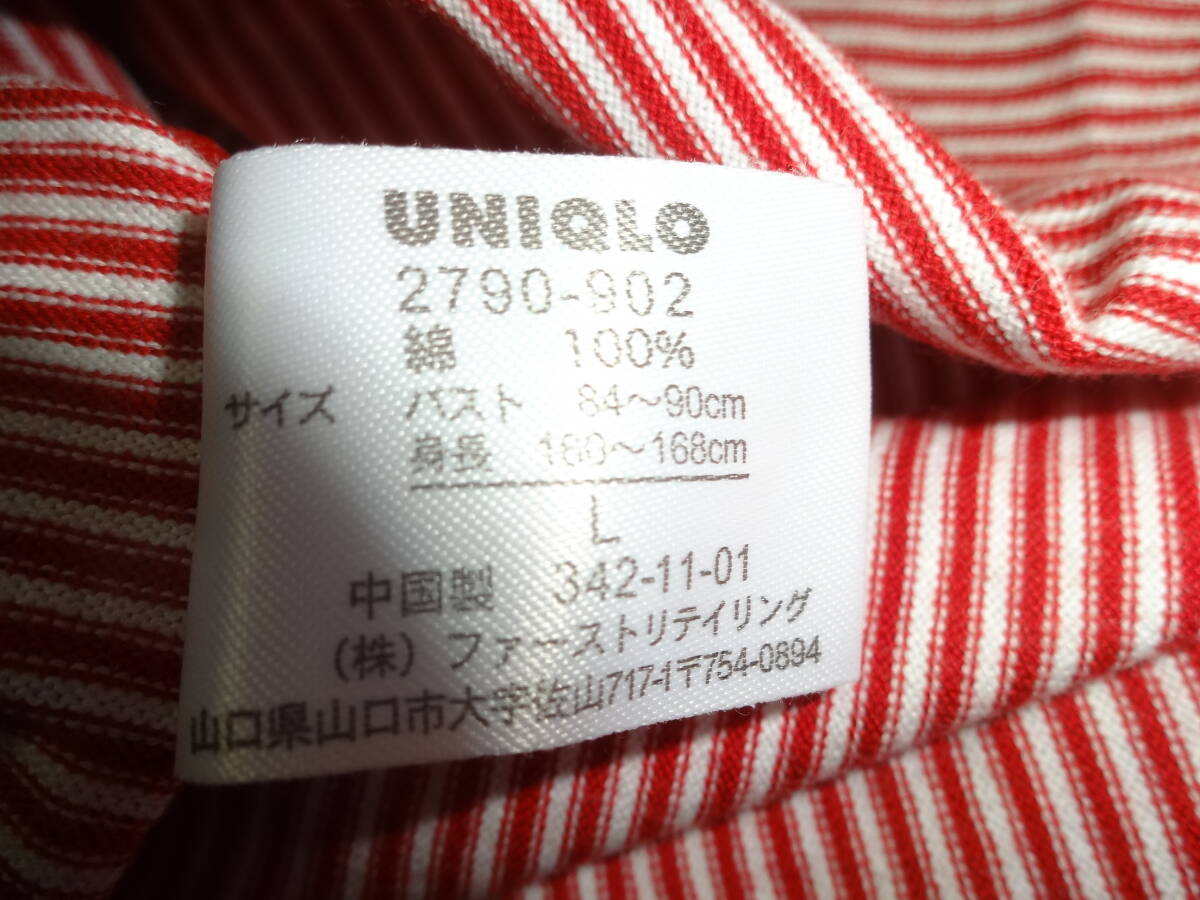 UNIQLO
2790-902
綿 100%
サイズ バスト 84～90cm
身長 160～168cm
L
中国製 342-11-01
(株) ファーストリテイリング
山口県山口市大字佐山717-1〒754-0894